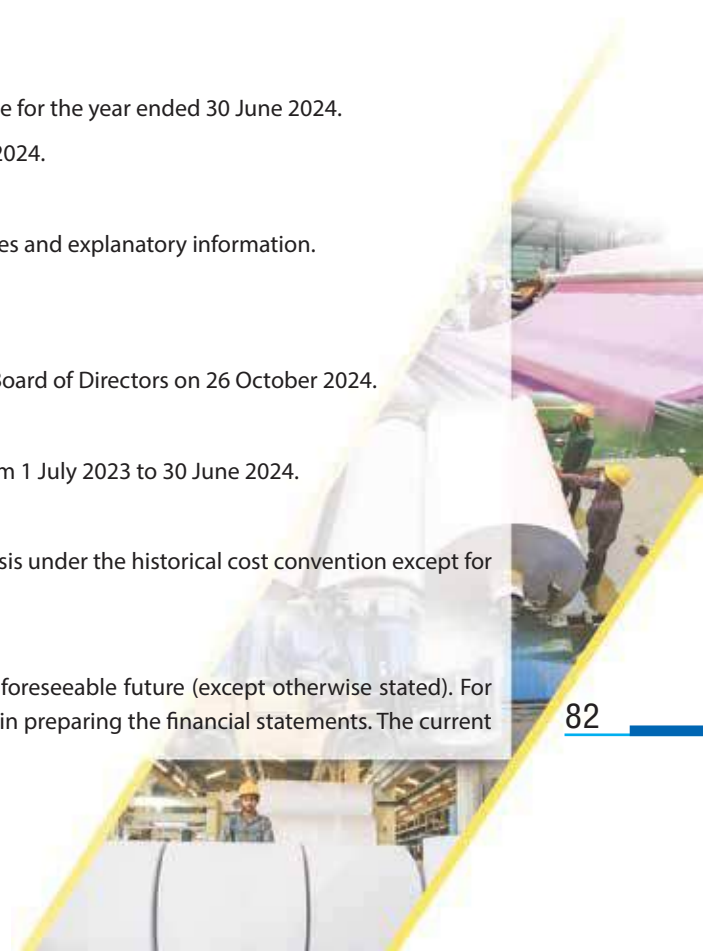 e for the year ended 30 June 2024.
2024.
es and explanatory information.
Board of Directors on 26 October 2024.
m 1 July 2023 to 30 June 2024.
sis under the historical cost convention except for
foreseeable future (except otherwise stated). For
in preparing the financial statements. The current
82